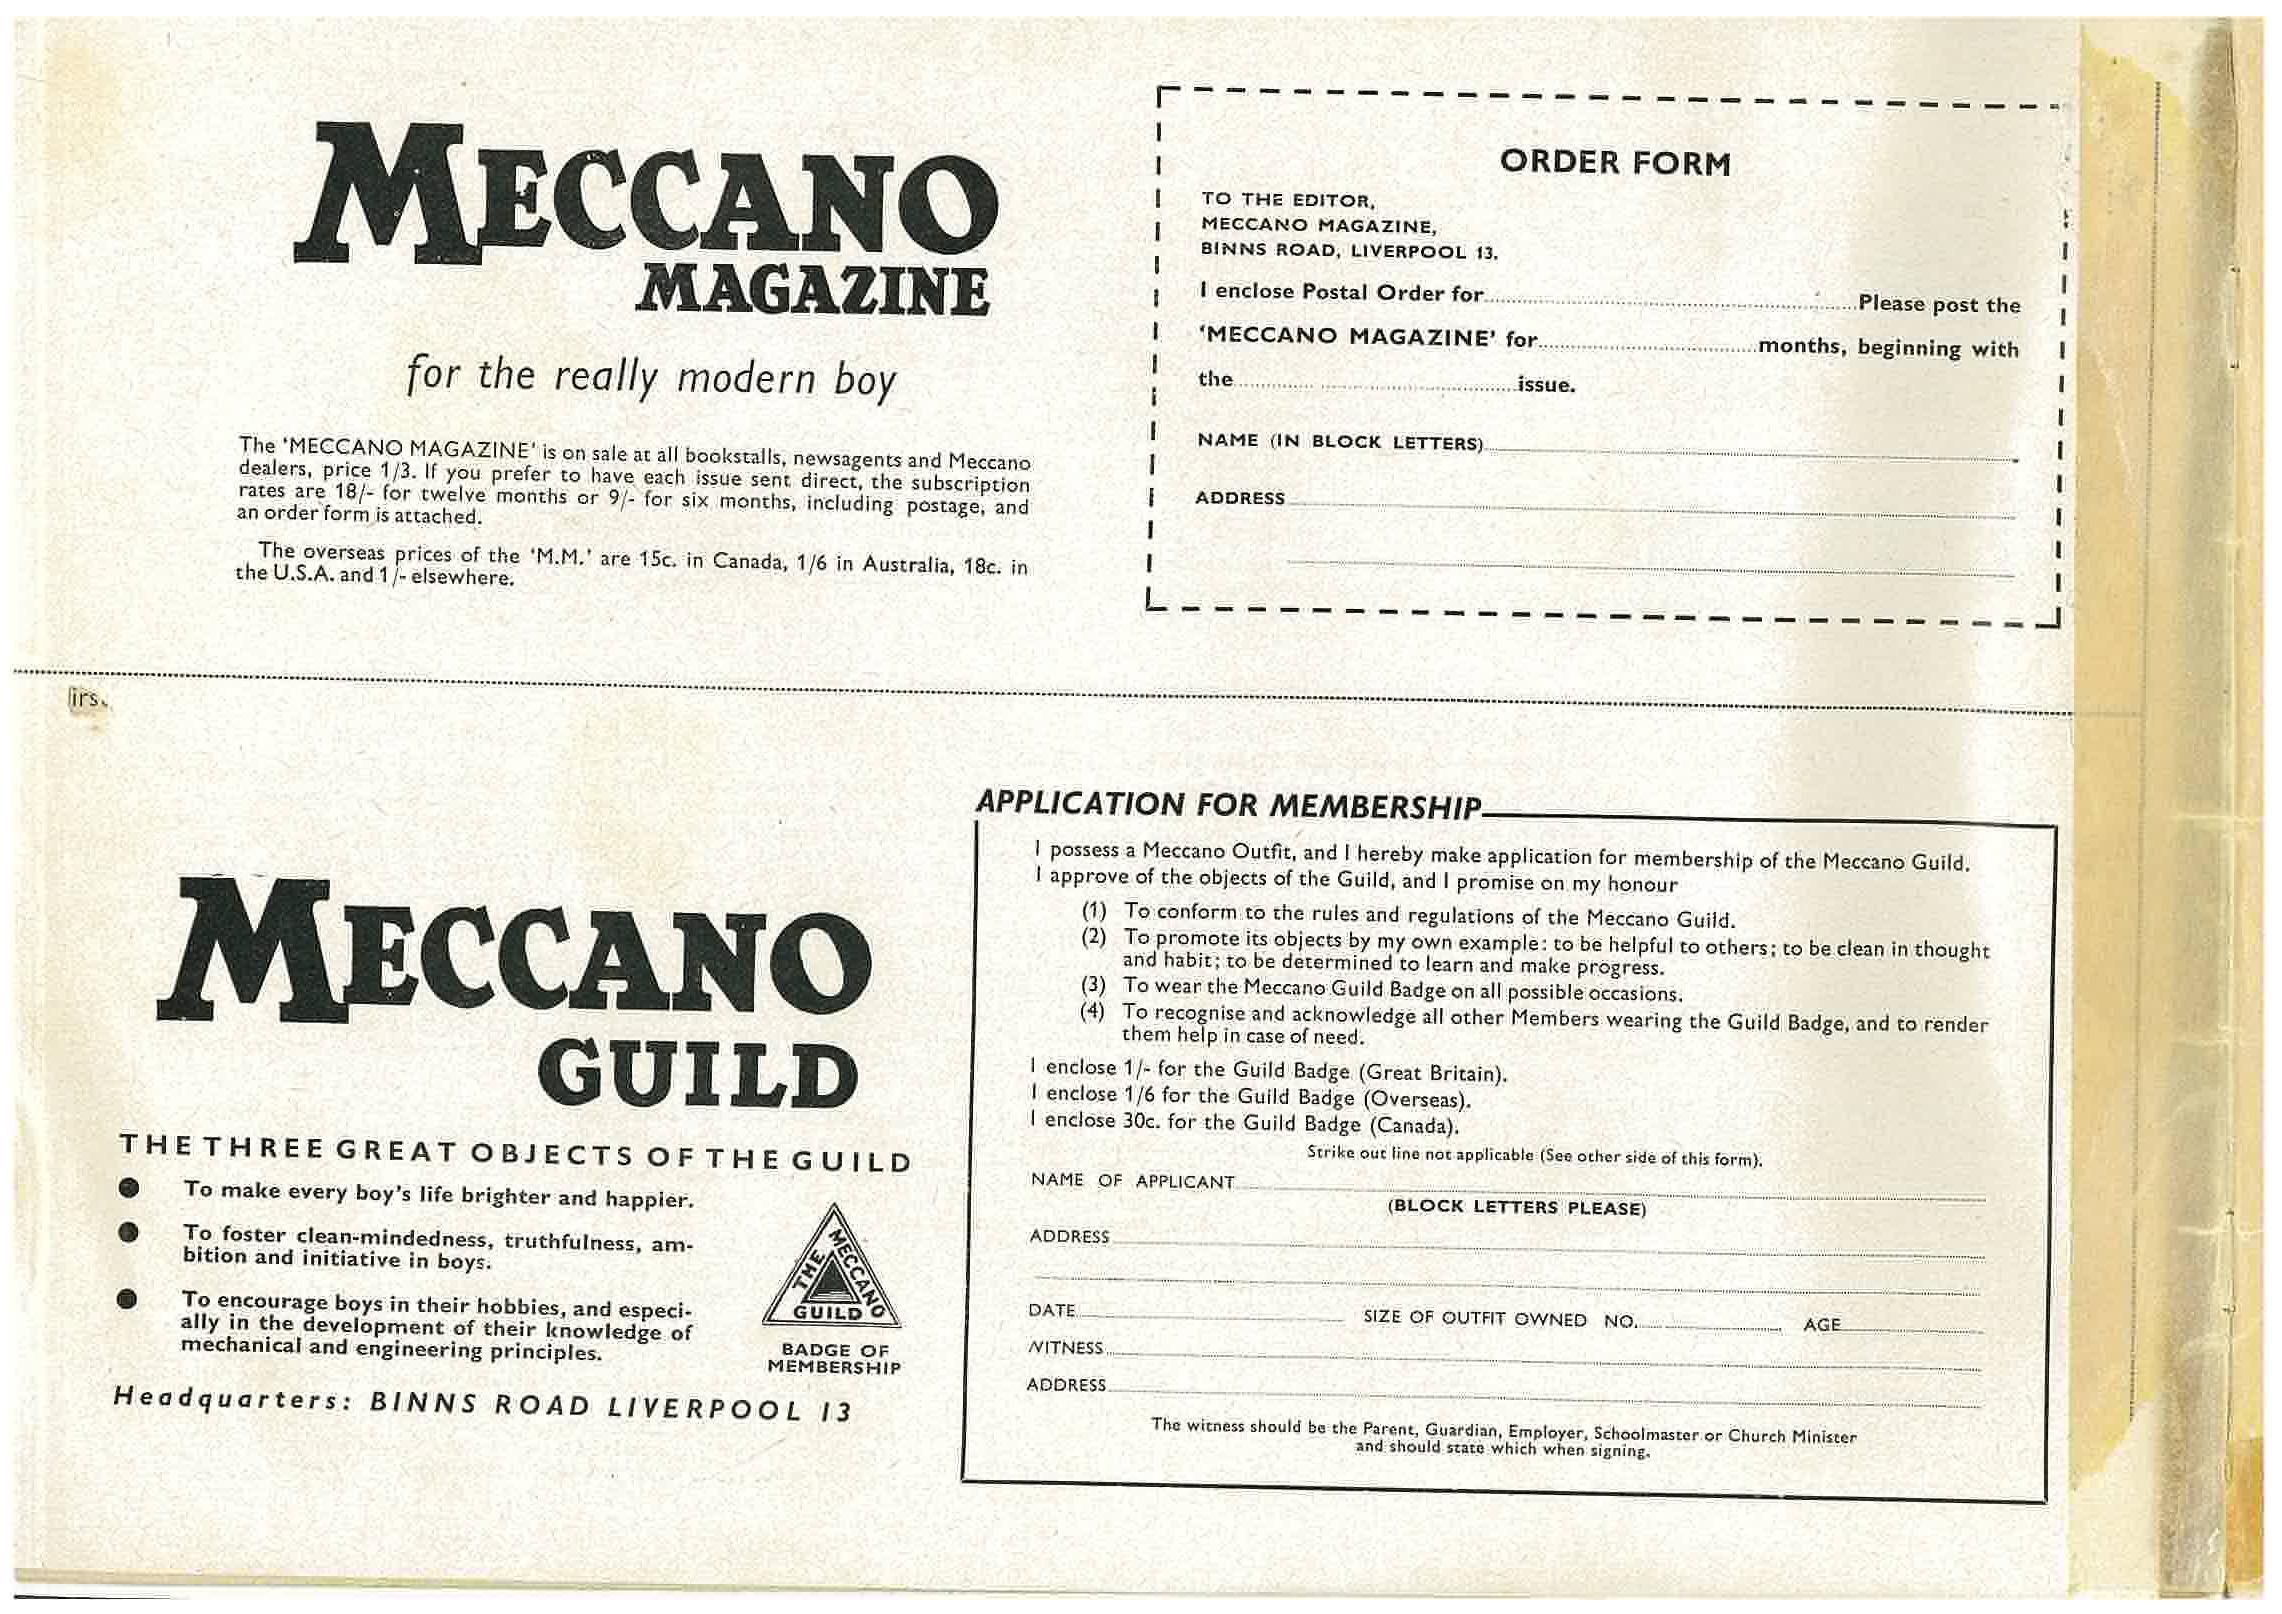 MECCANO
MAGAZINE
for the really modern boy
The 'MECCANO MAGAZINE' is on sale at all bookstalls, newsagents and Meccano
dealers, price 1/3. If you prefer to have each issue sent direct, the subscription
rates are 18/- for twelve months or 9/- for six months, including postage, and
an order form is attached.
The overseas prices of the 'M.M.' are 15c. in Canada, 1/6 in Australia, 18c. in
the U.S.A. and 1/- elsewhere.
ORDER FORM
TO THE EDITOR,
MECCANO MAGAZINE,
BINNS ROAD, LIVERPOOL 13.
I enclose Postal Order for Please post the
'MECCANO MAGAZINE' for months, beginning with
the issue.
NAME (IN BLOCK LETTERS)
ADDRESS
MECCANO
GUILD
THE THREE GREAT OBJECTS OF THE GUILD
● To make every boy's life brighter and happier.
● To foster clean-mindedness, truthfulness, am-
bition and initiative in boys.
● To encourage boys in their hobbies, and especi-
ally in the development of their knowledge of
mechanical and engineering principles.
THE MECCANO GUILD
BADGE OF
MEMBERSHIP
Headquarters: BINNS ROAD LIVERPOOL 13
APPLICATION FOR MEMBERSHIP
I possess a Meccano Outfit, and I hereby make application for membership of the Meccano Guild.
I approve of the objects of the Guild, and I promise on my honour
(1) To conform to the rules and regulations of the Meccano Guild.
(2) To promote its objects by my own example: to be helpful to others; to be clean in thought
and habit; to be determined to learn and make progress.
(3) To wear the Meccano Guild Badge on all possible occasions.
(4) To recognise and acknowledge all other Members wearing the Guild Badge, and to render
them help in case of need.
I enclose 1/- for the Guild Badge (Great Britain).
I enclose 1/6 for the Guild Badge (Overseas).
I enclose 30c. for the Guild Badge (Canada).
Strike out line not applicable (See other side of this form).
NAME OF APPLICANT
(BLOCK LETTERS PLEASE)
ADDRESS
DATE SIZE OF OUTFIT OWNED NO. AGE
WITNESS
ADDRESS
The witness should be the Parent, Guardian, Employer, Schoolmaster or Church Minister
and should state which when signing.